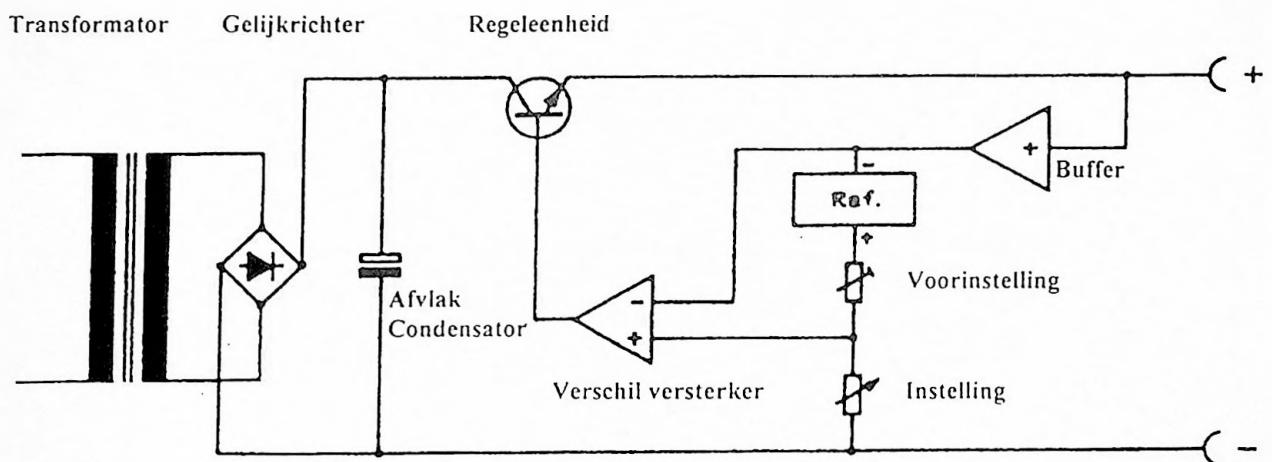 Transformator
Gelijkrichter
Regeleenheid
+
+
Buffer
-
Ref.
+
Voorinstelling
-
+
Afvlak
Condensator
Verschil versterker
Instelling
-